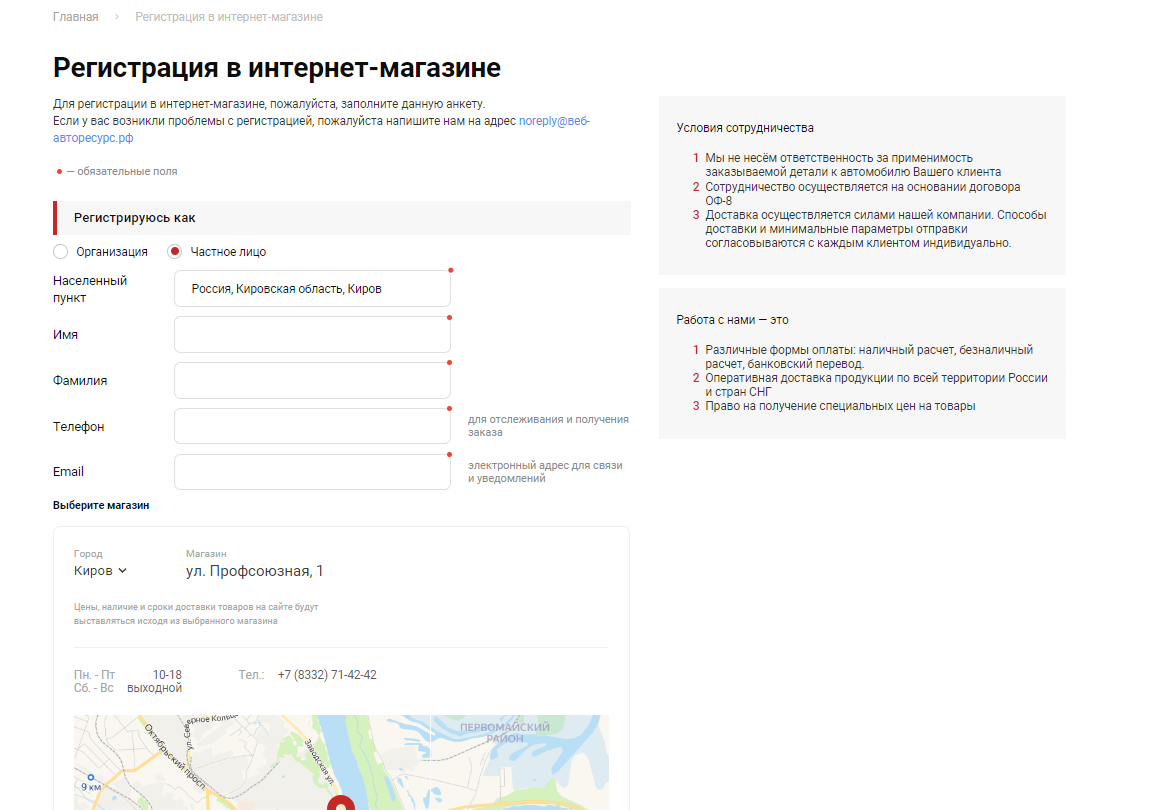 Главная
Регистрация в интернет-магазине
Регистрация в интернет-магазине
Для регистрации в интернет-магазине, пожалуйста, заполните данную анкету.
Если у вас возникли проблемы с регистрацией, пожалуйста напишите нам на адрес noreply@веб-
авторесурс.рф
— обязательные поля
Регистрируюсь как
Организация
Частное лицо
Населенный
пункт
Россия, Кировская область, Киров
Имя
Фамилия
Телефон
для отслеживания и получения
заказа
Email
электронный адрес для связи
и уведомлений
Выберите магазин
Город
Киров
Магазин
ул. Профсоюзная, 1
Цены, наличие и сроки доставки товаров на сайте будут
выставляться исходя из выбранного магазина
Пн. - Пт 10-18
Сб. - Вс выходной
Тел.: +7 (8332) 71-42-42
Октябрьский просп.
Заводская ул.
ПЕРВОМАЙСКИЙ
РАЙОН
9 км
Условия сотрудничества
1 Мы не несём ответственность за применимость
заказываемой детали к автомобилю Вашего клиента
2 Сотрудничество осуществляется на основании договора
ОФ-8
3 Доставка осуществляется силами нашей компании. Способы
доставки и минимальные параметры отправки
согласовываются с каждым клиентом индивидуально.
Работа с нами — это
1 Различные формы оплаты: наличный расчет, безналичный
расчет, банковский перевод.
2 Оперативная доставка продукции по всей территории России
и стран СНГ
3 Право на получение специальных цен на товары